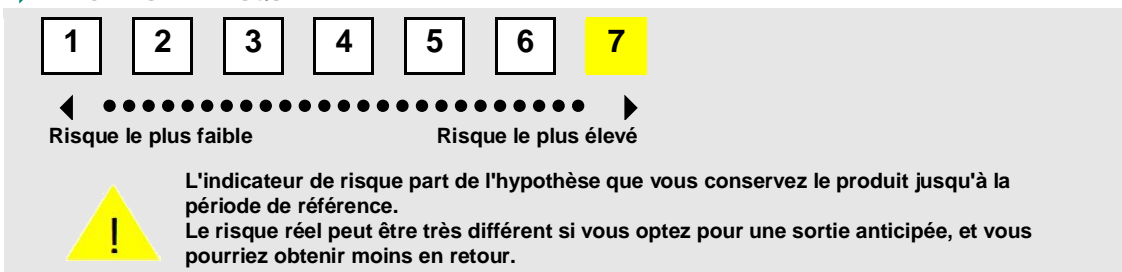 1 2 3 4 5 6 7
Risque le plus faible Risque le plus élevé
L'indicateur de risque part de l'hypothèse que vous conservez le produit jusqu'à la
période de référence.
Le risque réel peut être très différent si vous optez pour une sortie anticipée, et vous
pourriez obtenir moins en retour.
!